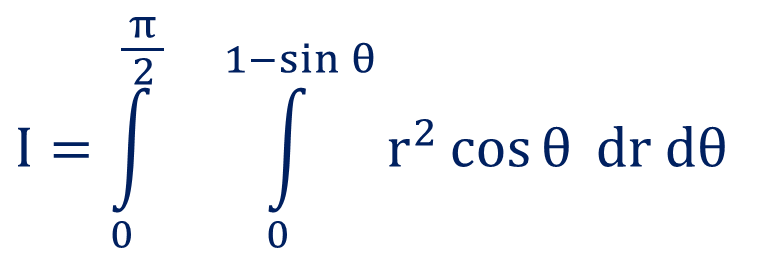 I = ∫₀^(π/2) ∫₀^(1−sin θ) r² cos θ dr dθ